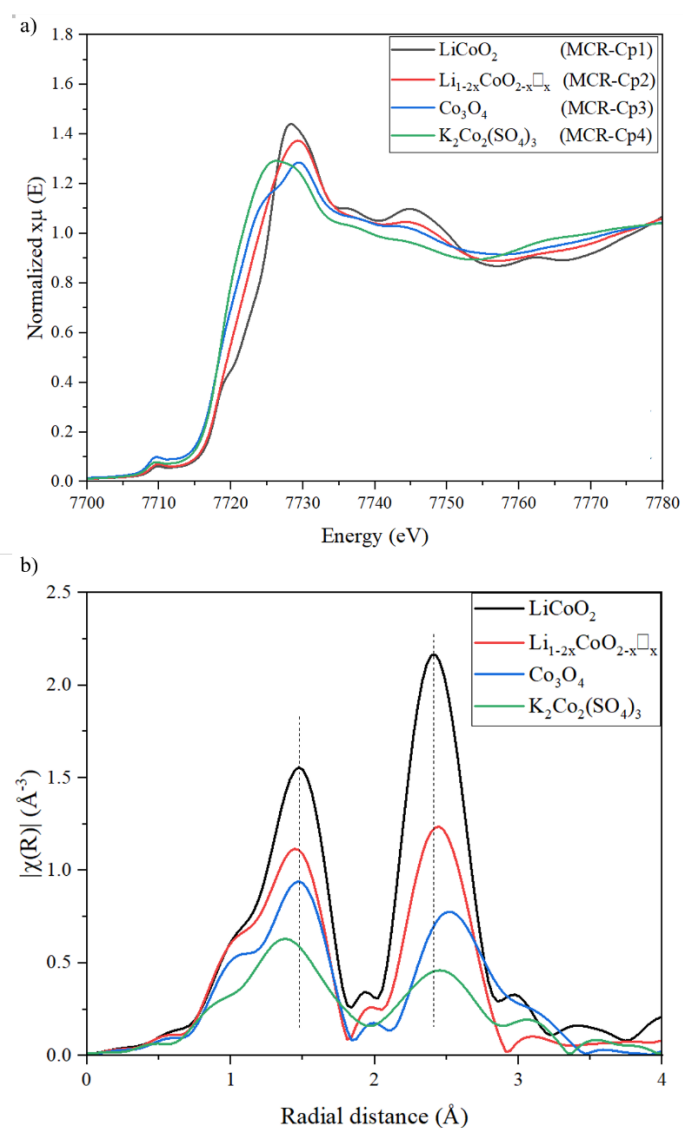 a)
1.8
1.6
1.4
1.2
1.0
0.8
0.6
0.4
0.2
0.0
Normalized xμ (E)
LiCoO₂ (MCR-Cp1)
Li₁₋₂ₓCoO₂₋ₓ□ₓ (MCR-Cp2)
Co₃O₄ (MCR-Cp3)
K₂Co₂(SO₄)₃ (MCR-Cp4)
7700 7710 7720 7730 7740 7750 7760 7770 7780
Energy (eV)
b)
2.5
2.0
1.5
1.0
0.5
0.0
|χ(R)| (Å⁻³)
LiCoO₂
Li₁₋₂ₓCoO₂₋ₓ□ₓ
Co₃O₄
K₂Co₂(SO₄)₃
0 1 2 3 4
Radial distance (Å)